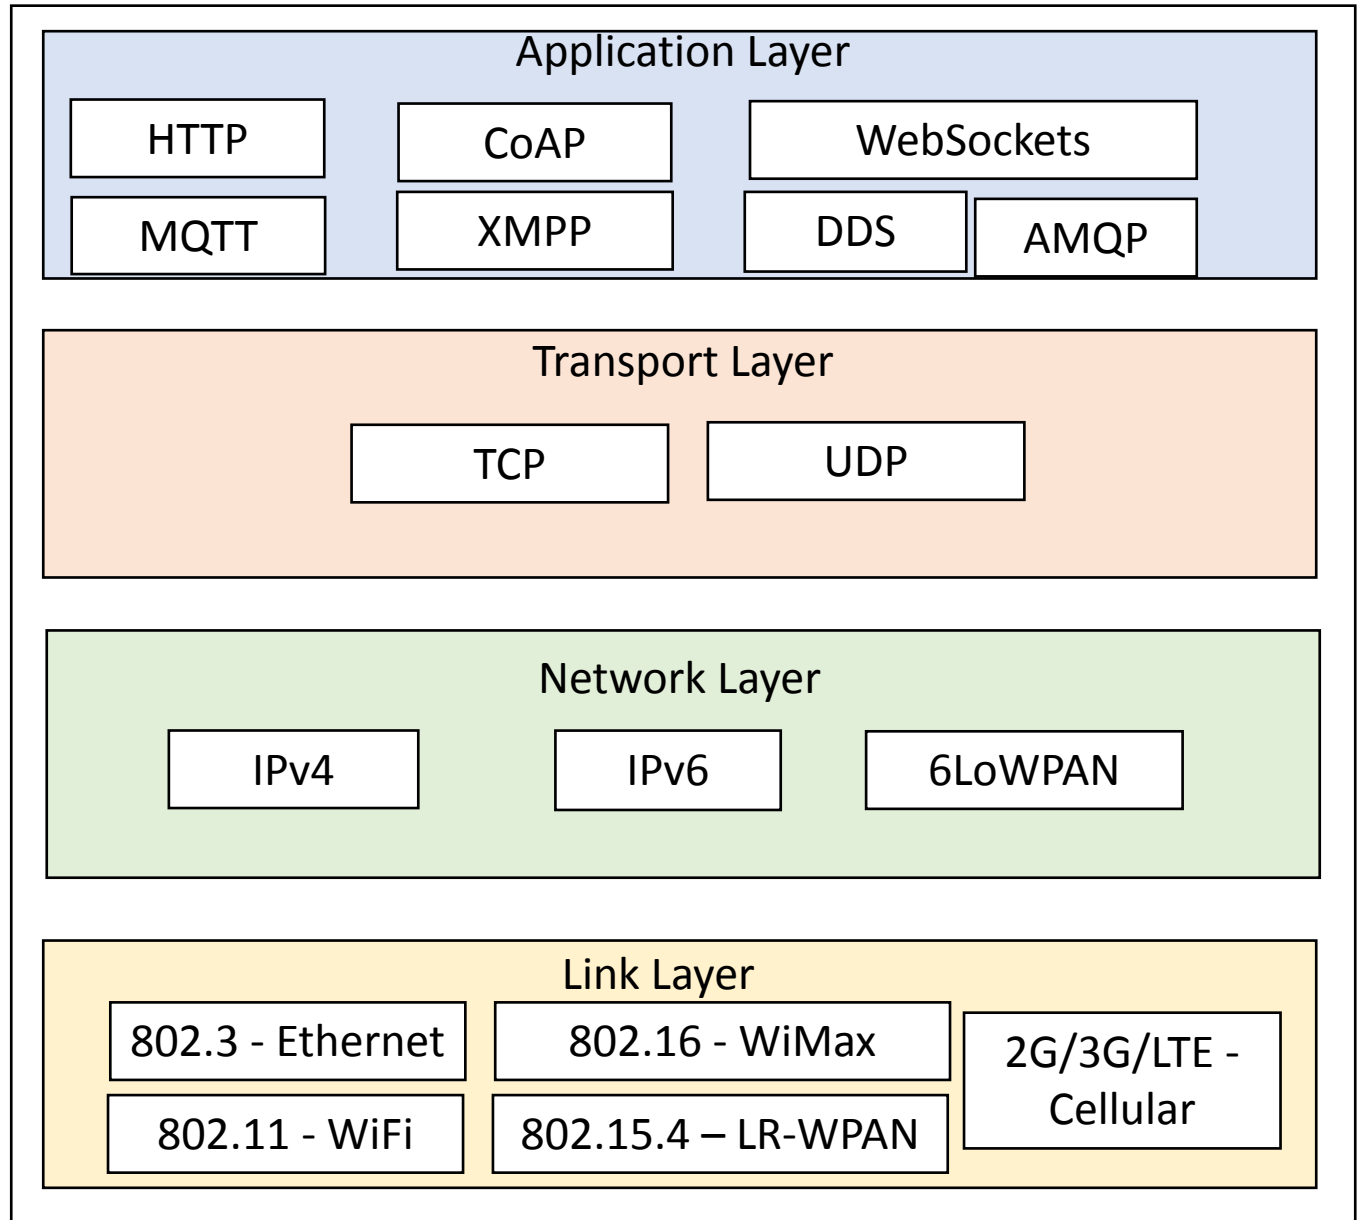 Application Layer
HTTP
CoAP
WebSockets
MQTT
XMPP
DDS
AMQP
Transport Layer
TCP
UDP
Network Layer
IPv4
IPv6
6LoWPAN
Link Layer
802.3 - Ethernet
802.16 - WiMax
2G/3G/LTE -
Cellular
802.11 - WiFi
802.15.4 – LR-WPAN